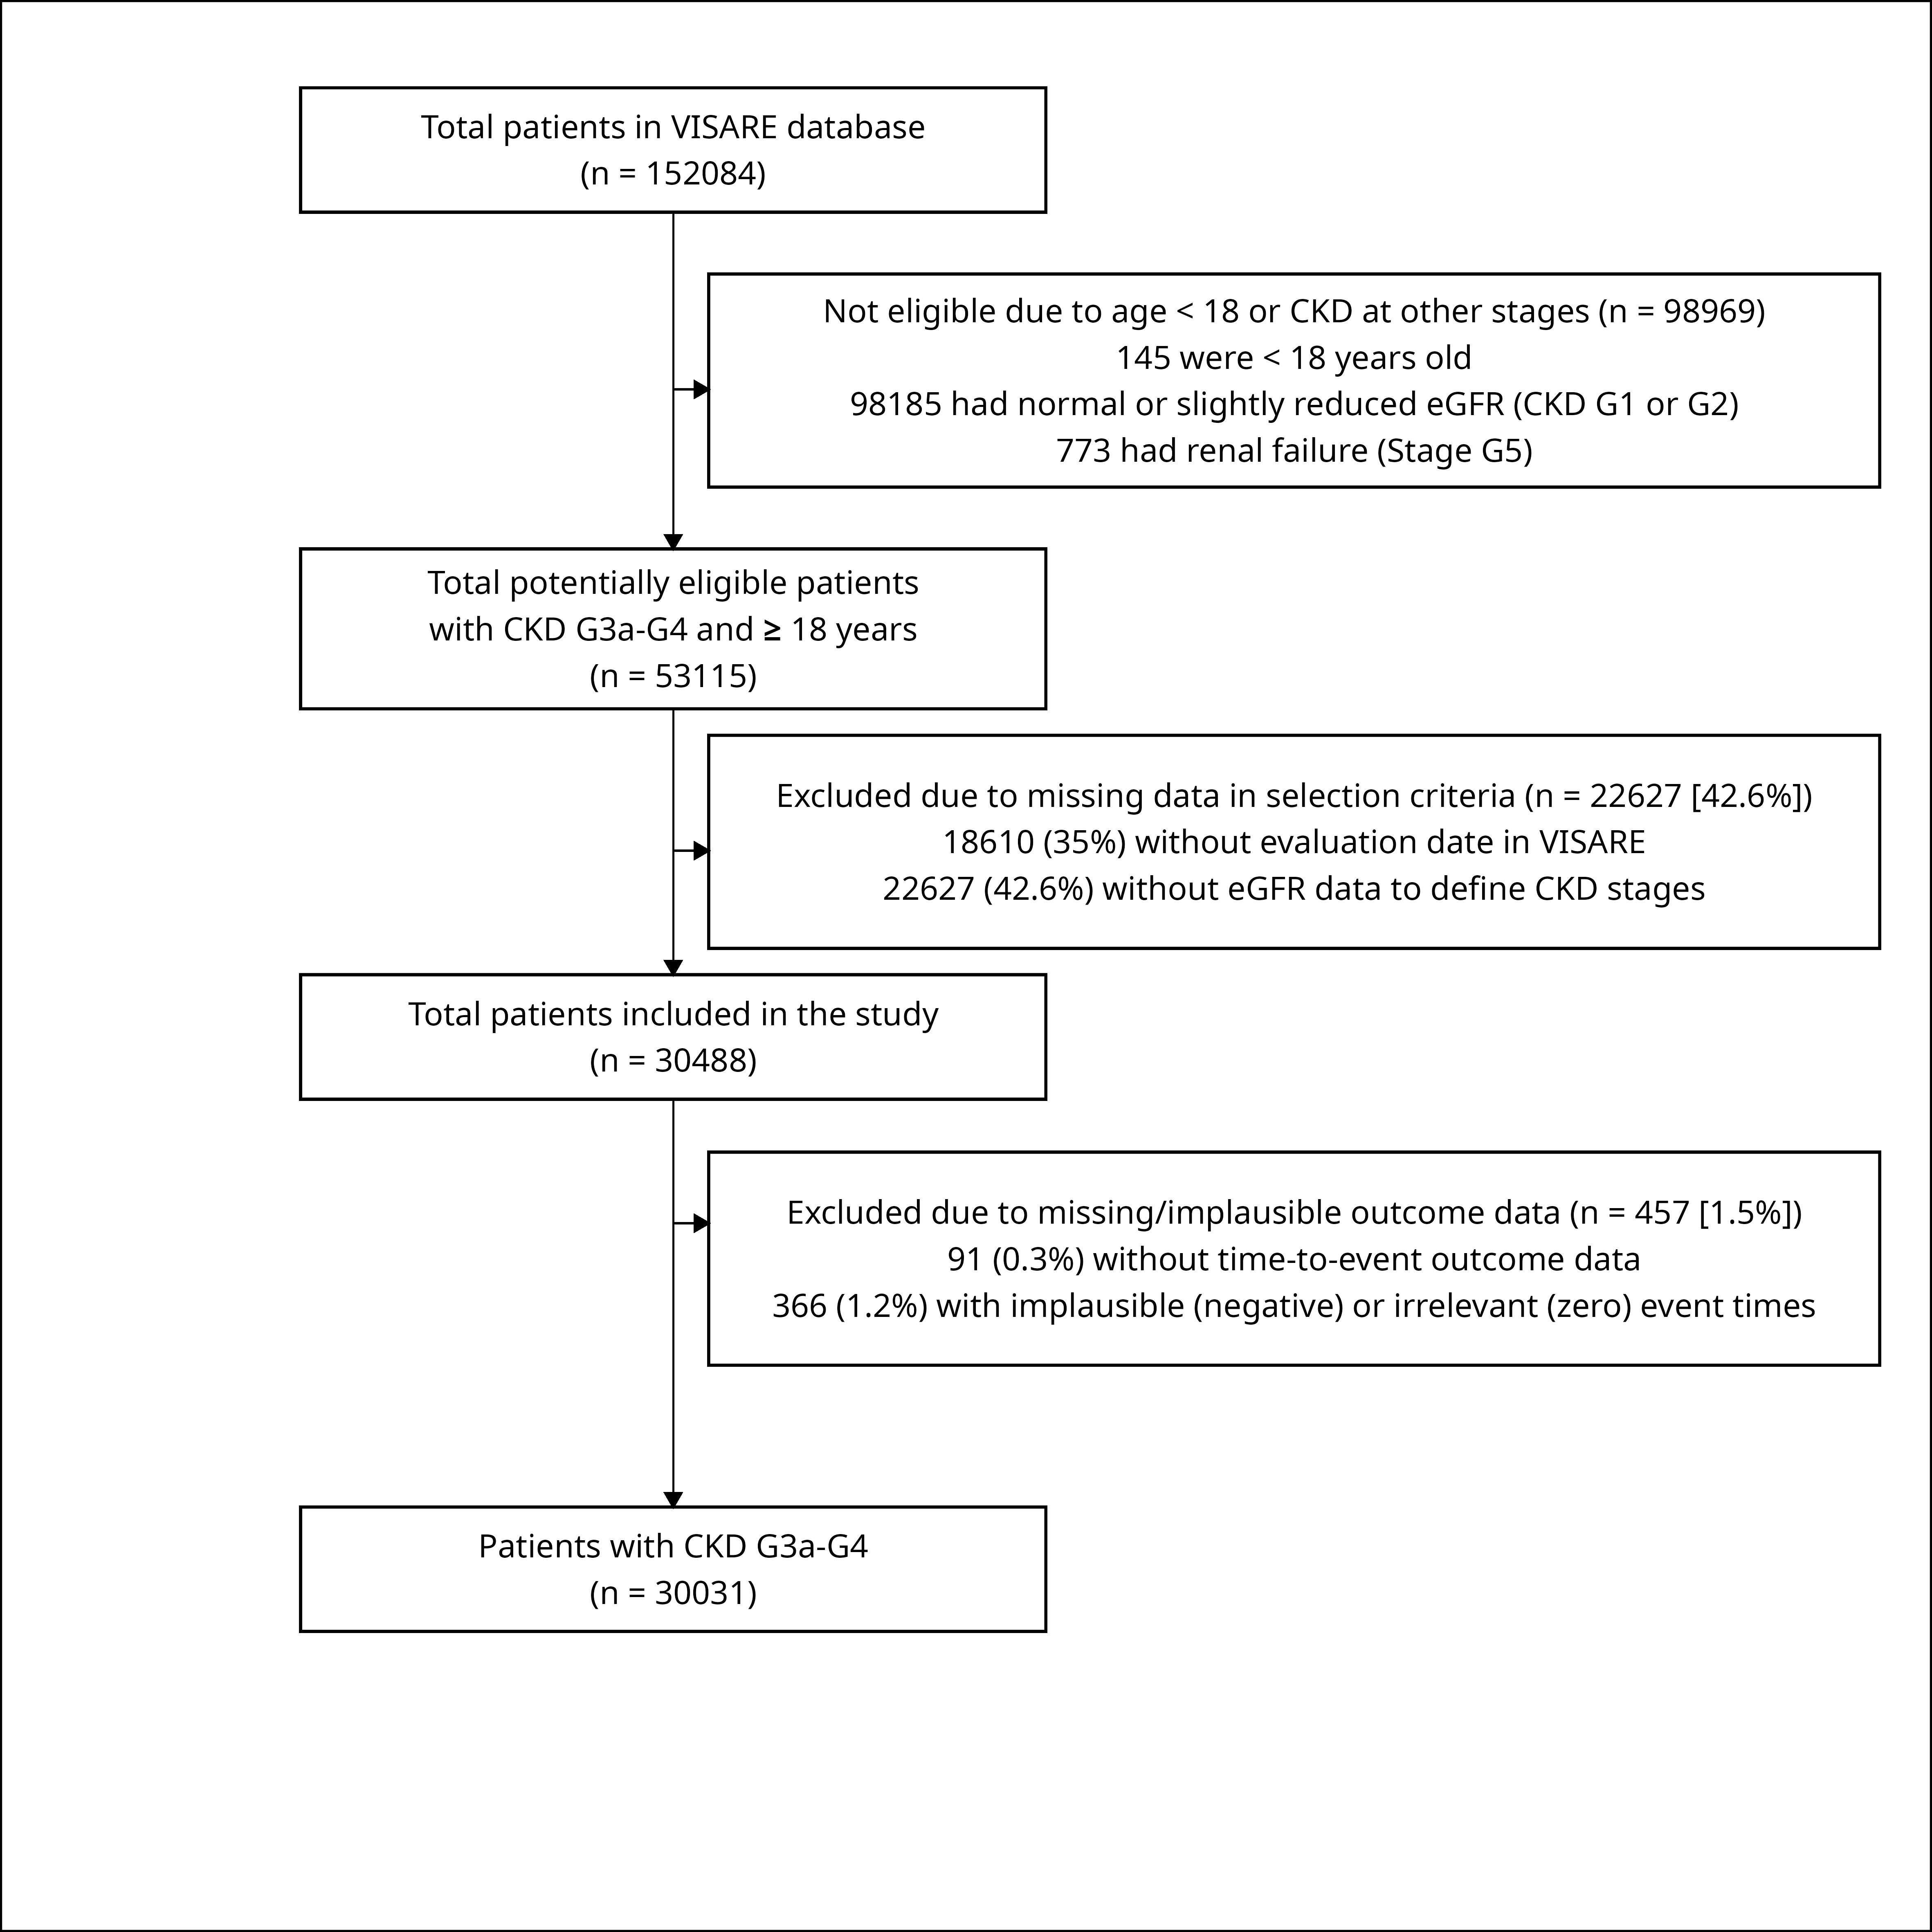 Total patients in VISARE database
(n = 152084)
Not eligible due to age < 18 or CKD at other stages (n = 98969)
145 were < 18 years old
98185 had normal or slightly reduced eGFR (CKD G1 or G2)
773 had renal failure (Stage G5)
Total potentially eligible patients
with CKD G3a-G4 and ≥ 18 years
(n = 53115)
Excluded due to missing data in selection criteria (n = 22627 [42.6%])
18610 (35%) without evaluation date in VISARE
22627 (42.6%) without eGFR data to define CKD stages
Total patients included in the study
(n = 30488)
Excluded due to missing/implausible outcome data (n = 457 [1.5%])
91 (0.3%) without time-to-event outcome data
366 (1.2%) with implausible (negative) or irrelevant (zero) event times
Patients with CKD G3a-G4
(n = 30031)